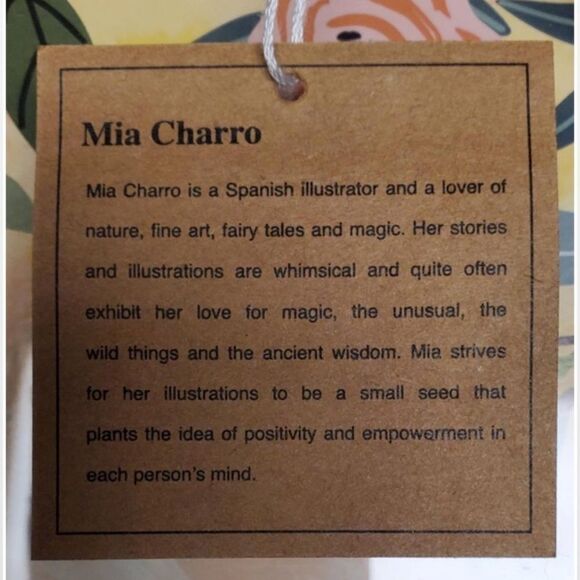 Mia Charro
Mia Charro is a Spanish illustrator and a lover of
nature, fine art, fairy tales and magic. Her stories
and illustrations are whimsical and quite often
exhibit her love for magic, the unusual, the
wild things and the ancient wisdom. Mia strives
for her illustrations to be a small seed that
plants the idea of positivity and empowerment in
each person's mind.